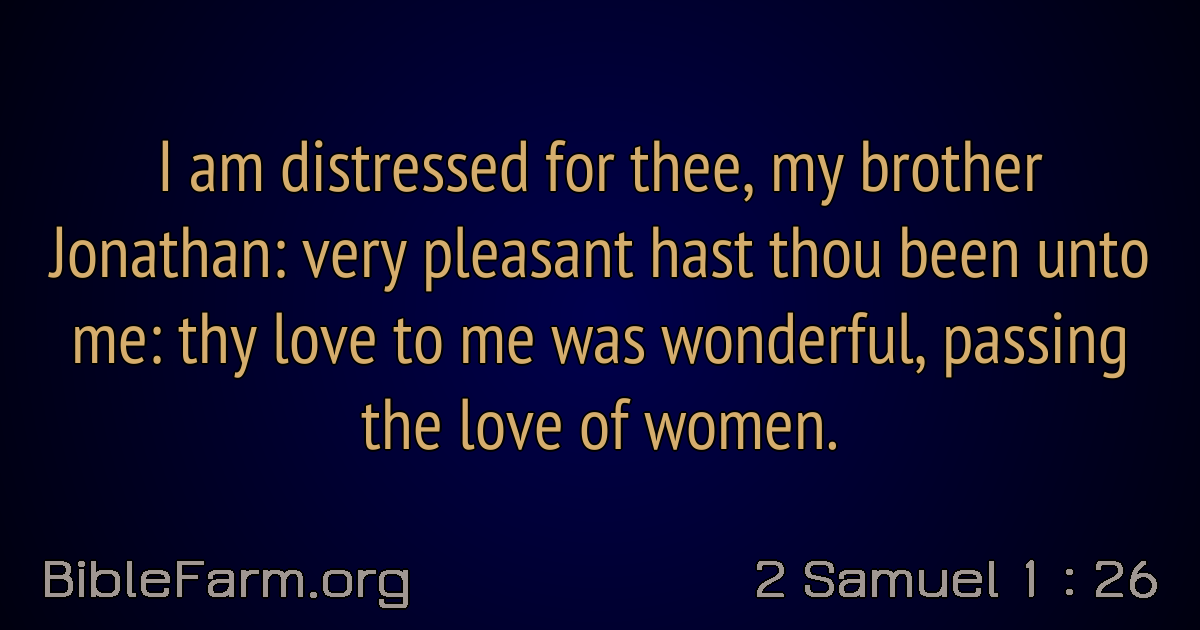 I am distressed for thee, my brother
Jonathan: very pleasant hast thou been unto
me: thy love to me was wonderful, passing
the love of women.
BibleFarm.org
2 Samuel 1 : 26